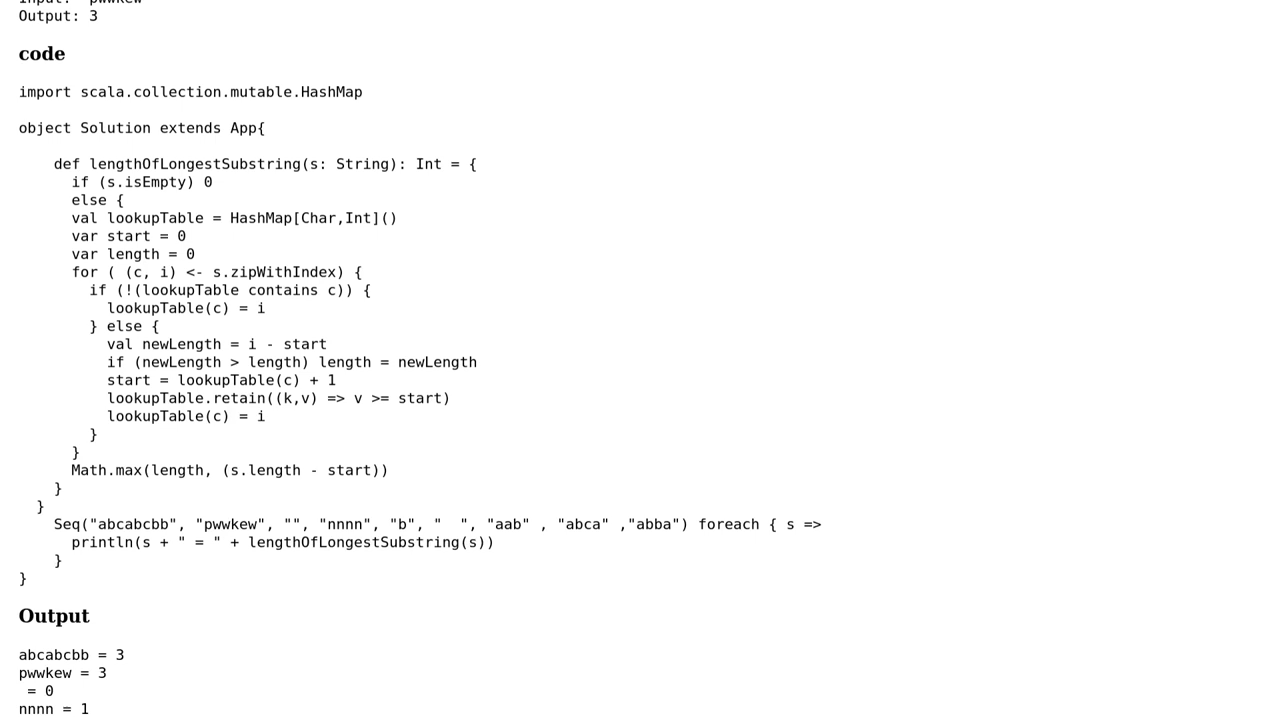 Output: 3
code
import scala.collection.mutable.HashMap
object Solution extends App{
def lengthOfLongestSubstring(s: String): Int = {
if (s.isEmpty) 0
else {
val lookupTable = HashMap[Char,Int]()
var start = 0
var length = 0
for ( (c, i) <- s.zipWithIndex) {
if (!(lookupTable contains c)) {
lookupTable(c) = i
} else {
val newLength = i - start
if (newLength > length) length = newLength
start = lookupTable(c) + 1
lookupTable.retain((k,v) => v >= start)
lookupTable(c) = i
}
}
Math.max(length, (s.length - start))
}
}
Seq("abcabcbb", "pwwkew", "", "nnnn", "b", "  ", "aab" , "abca" ,"abba") foreach { s =>
println(s + " = " + lengthOfLongestSubstring(s))
}
}
Output
abcabcbb = 3
pwwkew = 3
= 0
nnnn = 1